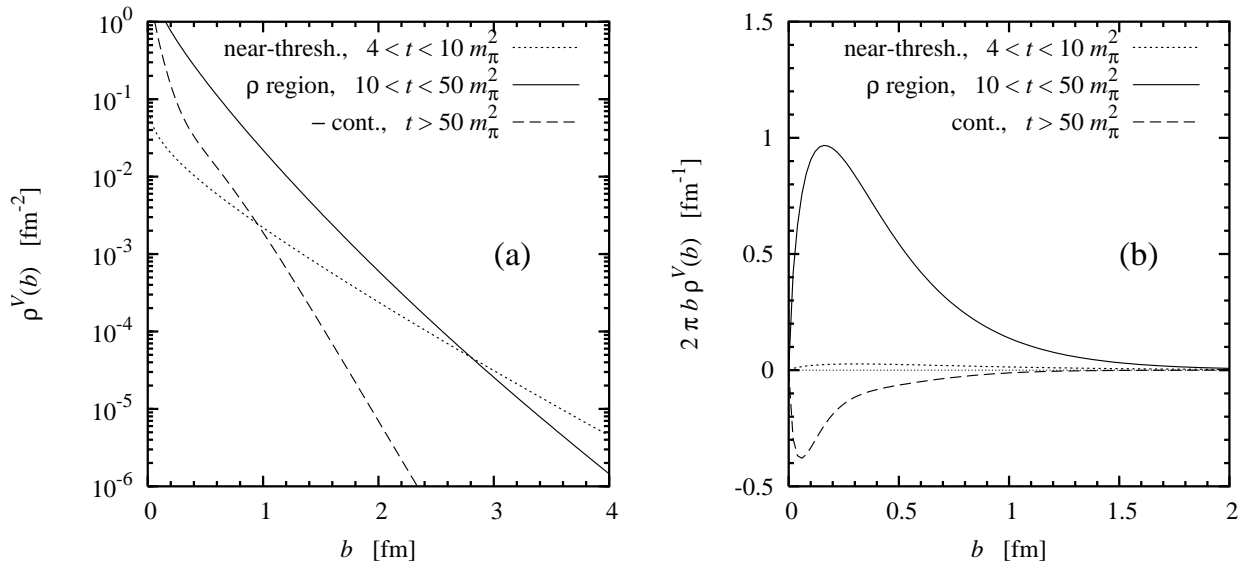 near-thresh., 4 < t < 10 m_π^2
ρ region, 10 < t < 50 m_π^2
− cont., t > 50 m_π^2
(a)
10^0
10^-1
10^-2
10^-3
10^-4
10^-5
10^-6
ρ^V(b) [fm^-2]
0 1 2 3 4
b [fm]
near-thresh., 4 < t < 10 m_π^2
ρ region, 10 < t < 50 m_π^2
cont., t > 50 m_π^2
(b)
1.5
1
0.5
0
-0.5
2 π b ρ^V(b) [fm^-1]
0 0.5 1 1.5 2
b [fm]